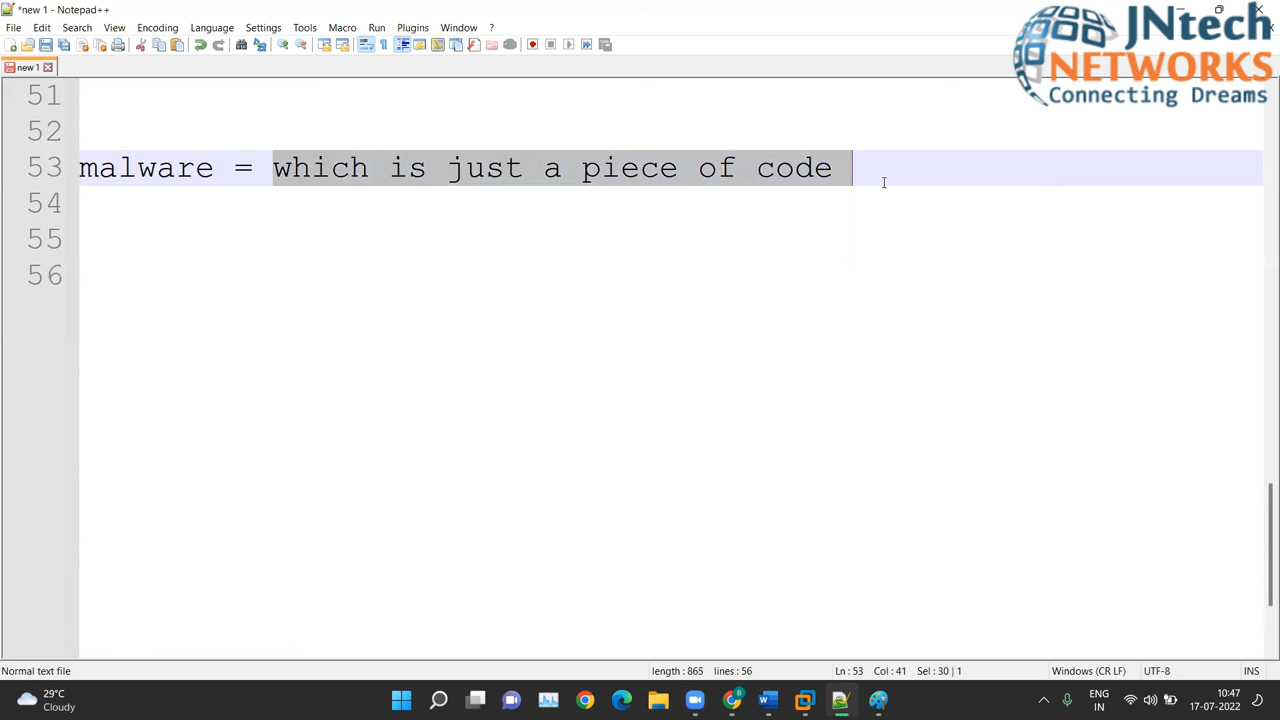 *new 1 - Notepad++
File Edit Search View Encoding Language Settings Tools Macro Run Plugins Window ?
new 1
JNtech
NETWORKS
Connecting Dreams
51
52
53 malware = which is just a piece of code
54
55
56
Normal text file length : 865 lines : 56 Ln : 53 Col : 41 Sel : 30 | 1 Windows (CR LF) UTF-8 INS
29°C
Cloudy
8
ENG
IN
10:47
17-07-2022